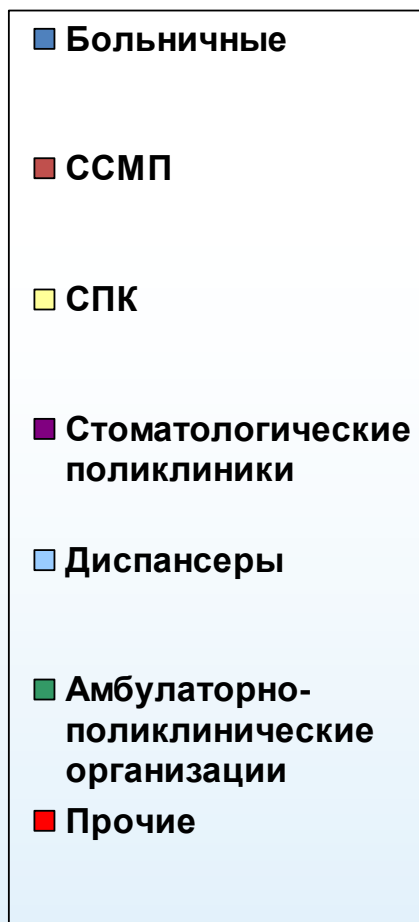 Больничные
ССМП
СПК
Стоматологические
поликлиники
Диспансеры
Амбулаторно-
поликлинические
организации
Прочие